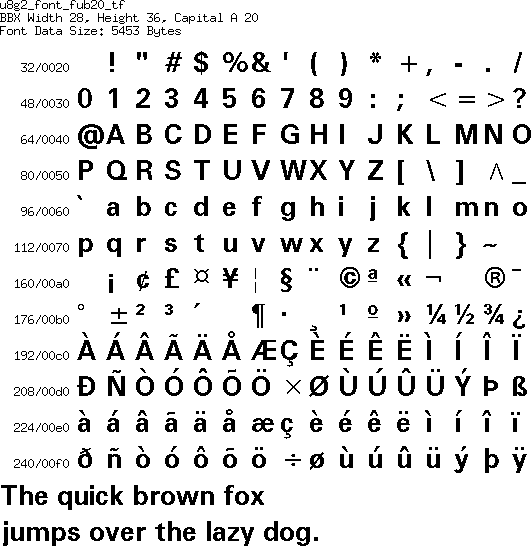 u8g2_font_fub20_tf
BBX Width 28, Height 36, Capital A 20
Font Data Size: 5453 Bytes
32/0020 ! " # $ % & ' ( ) * + , - . /
48/0030 0 1 2 3 4 5 6 7 8 9 : ; < = > ?
64/0040 @ A B C D E F G H I J K L M N O
80/0050 P Q R S T U V W X Y Z [ \ ] ^ _
96/0060 ` a b c d e f g h i j k l m n o
112/0070 p q r s t u v w x y z { | } ~
160/00a0 ¡ ¢ £ ¤ ¥ ¦ § ¨ © ª « ¬ ® ¯
176/00b0 ° ± ² ³ ´ ¶ · ¸ ¹ º » ¼ ½ ¾ ¿
192/00c0 À Á Â Ã Ä Å Æ Ç È É Ê Ë Ì Í Î Ï
208/00d0 Ð Ñ Ò Ó Ô Õ Ö × Ø Ù Ú Û Ü Ý Þ ß
224/00e0 à á â ã ä å æ ç è é ê ë ì í î ï
240/00f0 ð ñ ò ó ô õ ö ÷ ø ù ú û ü ý þ ÿ
The quick brown fox
jumps over the lazy dog.